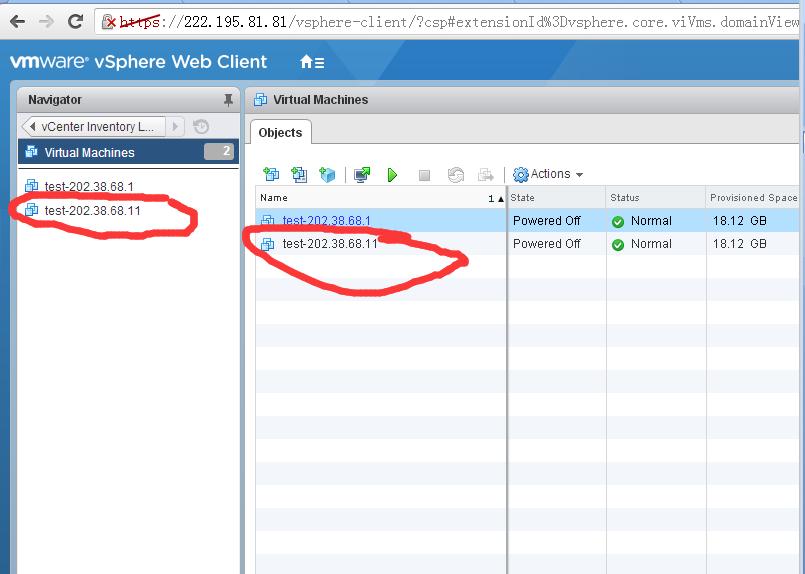 https://222.195.81.81/vsphere-client/?csp#extensionId%3Dvsphere.core.viVms.domainView
vmware® vSphere Web Client
Navigator
vCenter Inventory L...
Virtual Machines 2
test-202.38.68.1
test-202.38.68.11
Virtual Machines
Objects
Actions
Name 1 State Status Provisioned Space
test-202.38.68.1 Powered Off Normal 18.12 GB
test-202.38.68.11 Powered Off Normal 18.12 GB